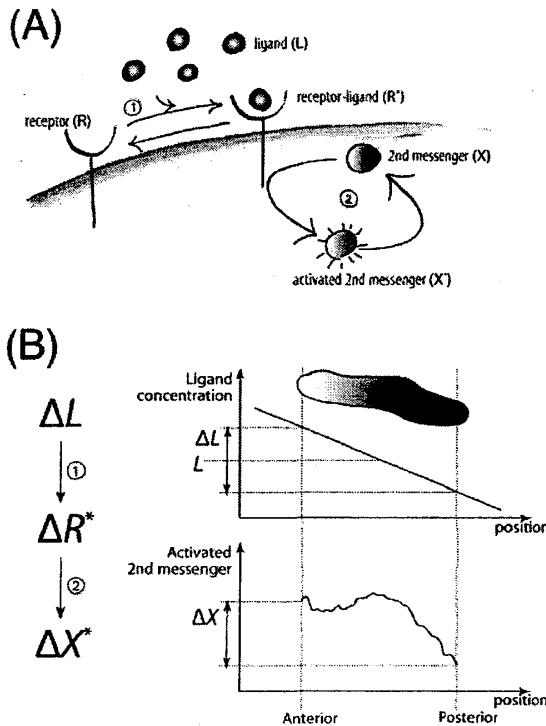 (A)
ligand (L)
①
receptor (R)
receptor-ligand (R*)
2nd messenger (X)
②
activated 2nd messenger (X*)
(B)
Ligand
concentration
ΔL
①
ΔR*
②
ΔX*
ΔL
L
position
Activated
2nd messenger
ΔX
position
Anterior
Posterior